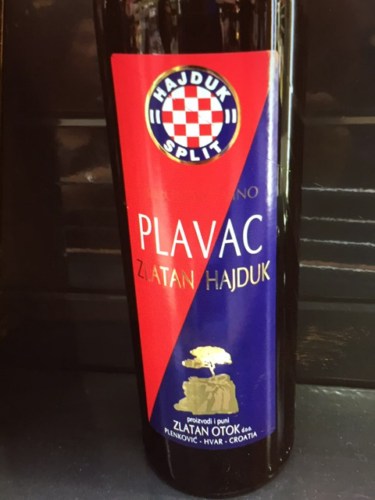 HAJDUK
SPLIT
PLAVAC
ZLATAN HAJDUK
proizvodi i puni
ZLATAN OTOK d.o.o.
PLENKOVIĆ - HVAR - CROATIA